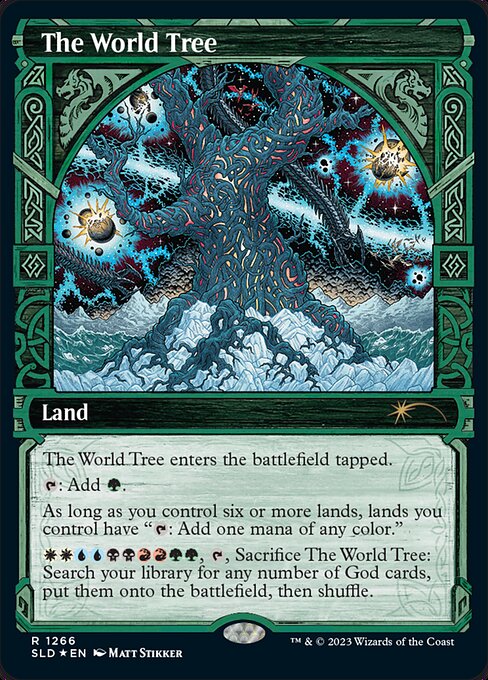 The World Tree
Land
The World Tree enters the battlefield tapped.
: Add .
As long as you control six or more lands, lands you
control have “: Add one mana of any color.”
, , Sacrifice The World Tree:
Search your library for any number of God cards,
put them onto the battlefield, then shuffle.
R 1266
SLD★EN MATT STIKKER
™ & © 2023 Wizards of the Coast